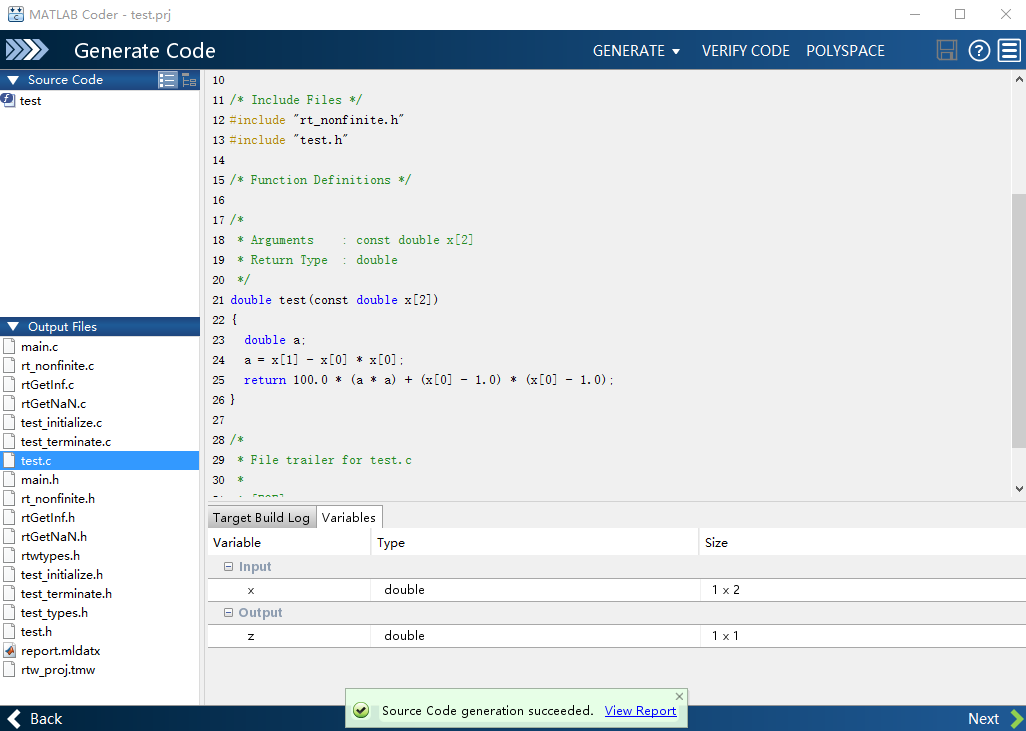 MATLAB Coder - test.prj
Generate Code
GENERATE
VERIFY CODE
POLYSPACE
Source Code
test
Output Files
main.c
rt_nonfinite.c
rtGetInf.c
rtGetNaN.c
test_initialize.c
test_terminate.c
test.c
main.h
rt_nonfinite.h
rtGetInf.h
rtGetNaN.h
rtwtypes.h
test_initialize.h
test_terminate.h
test_types.h
test.h
report.mldatx
rtw_proj.tmw
10
11 /* Include Files */
12 #include "rt_nonfinite.h"
13 #include "test.h"
14
15 /* Function Definitions */
16
17 /*
18 * Arguments : const double x[2]
19 * Return Type : double
20 */
21 double test(const double x[2])
22 {
23 double a;
24 a = x[1] - x[0] * x[0];
25 return 100.0 * (a * a) + (x[0] - 1.0) * (x[0] - 1.0);
26 }
27
28 /*
29 * File trailer for test.c
30 *
Target Build Log
Variables
Variable Type Size
Input
x double 1 x 2
Output
z double 1 x 1
Source Code generation succeeded. View Report
Back
Next